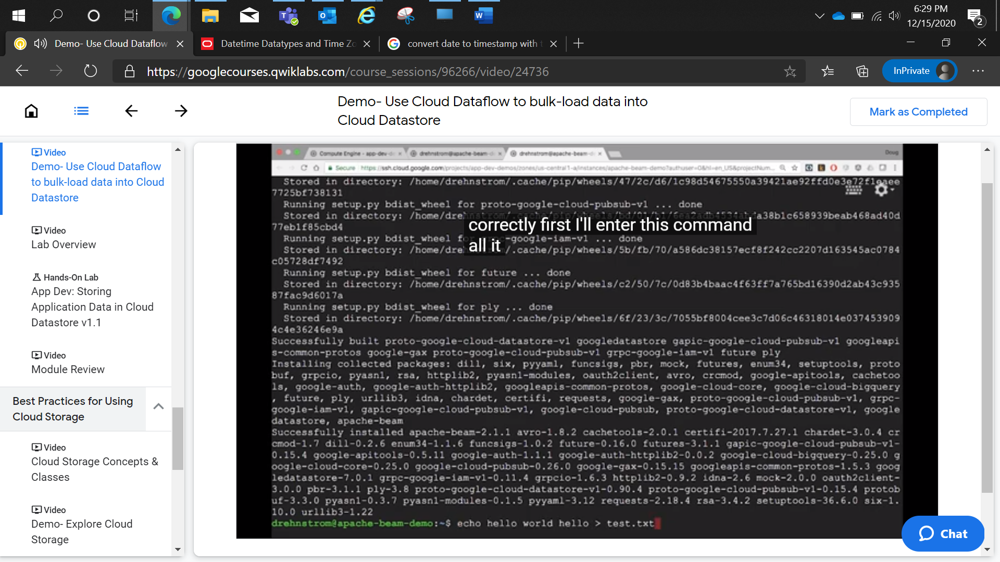 6:29 PM
12/15/2020
2
Demo- Use Cloud Dataflow
Datetime Datatypes and Time Zo
convert date to timestamp with t
https://googlecourses.qwiklabs.com/course_sessions/96266/video/24736
InPrivate
Demo- Use Cloud Dataflow to bulk-load data into
Cloud Datastore
Mark as Completed
Video
Demo- Use Cloud Dataflow
to bulk-load data into Cloud
Datastore
Video
Lab Overview
Hands-On Lab
App Dev: Storing
Application Data in Cloud
Datastore v1.1
Video
Module Review
Best Practices for Using
Cloud Storage
Video
Cloud Storage Concepts &
Classes
Video
Demo- Explore Cloud
Storage
Compute Engine - app-dev-d
drehnstrom@apache-beam-d
drehnstrom@apache-beam-d
Doug
Secure https://ssh.cloud.google.com/projects/app-dev-demos/zones/us-central1-a/instances/apache-beam-demo?authuser=0&hl=en_US&projectNum...
Stored in directory: /home/drehnstrom/.cache/pip/wheels/47/2c/d6/1c98d54675550a39421ae92ffd0e3e72f1eaee
7725bf738131
Running setup.py bdist_wheel for proto-google-cloud-pubsub-v1 ... done
Stored in directory: /home/drehnstrom/.cache/pip/wheels/bd/01/b1/6ea2adb4534abda38b1c658939beab468ad40d
77eb1f85cbd4
correctly first I'll enter this command
all it
Running setup.py bdist_wheel for grpc-google-iam-v1 ... done
Stored in directory: /home/drehnstrom/.cache/pip/wheels/5b/fb/70/a586dc38157ecf8f242cc2207d163545ac0784
c05728df7492
Running setup.py bdist_wheel for future ... done
Stored in directory: /home/drehnstrom/.cache/pip/wheels/c2/50/7c/0d83b4baac4f63ff7a765bd16390d2ab43c935
87fac9d6017a
Running setup.py bdist_wheel for ply ... done
Stored in directory: /home/drehnstrom/.cache/pip/wheels/6f/23/3c/7055bf8004cee3c7d06c46318014e037453909
4c4e36246e9a
Successfully built proto-google-cloud-datastore-v1 googledatastore gapic-google-cloud-pubsub-v1 googleapi
s-common-protos google-gax proto-google-cloud-pubsub-v1 grpc-google-iam-v1 future ply
Installing collected packages: dill, six, pyyaml, funcsigs, pbr, mock, futures, enum34, setuptools, proto
buf, grpcio, pyasn1, rsa, httplib2, pyasn1-modules, oauth2client, avro, crcmod, google-apitools, cachetoo
ls, google-auth, google-auth-httplib2, googleapis-common-protos, google-cloud-core, google-cloud-bigquery
, future, ply, urllib3, idna, chardet, certifi, requests, google-gax, proto-google-cloud-pubsub-v1, grpc-
google-iam-v1, gapic-google-cloud-pubsub-v1, google-cloud-pubsub, proto-google-cloud-datastore-v1, google
datastore, apache-beam
Successfully installed apache-beam-2.1.1 avro-1.8.2 cachetools-2.0.1 certifi-2017.7.27.1 chardet-3.0.4 cr
cmod-1.7 dill-0.2.6 enum34-1.1.6 funcsigs-1.0.2 future-0.16.0 futures-3.1.1 gapic-google-cloud-pubsub-v1-
0.15.4 google-apitools-0.5.11 google-auth-1.1.1 google-auth-httplib2-0.0.2 google-cloud-bigquery-0.25.0 g
oogle-cloud-core-0.25.0 google-cloud-pubsub-0.26.0 google-gax-0.15.15 googleapis-common-protos-1.5.3 goog
ledatastore-7.0.1 grpc-google-iam-v1-0.11.4 grpcio-1.6.3 httplib2-0.9.2 idna-2.6 mock-2.0.0 oauth2client-
3.0.0 pbr-3.1.1 ply-3.8 proto-google-cloud-datastore-v1-0.90.4 proto-google-cloud-pubsub-v1-0.15.4 protob
uf-3.3.0 pyasn1-0.3.7 pyasn1-modules-0.1.5 pyyaml-3.12 requests-2.18.4 rsa-3.4.2 setuptools-36.6.0 six-1.
10.0 urllib3-1.22
drehnstrom@apache-beam-demo:~$ echo hello world hello > test.txt
Chat